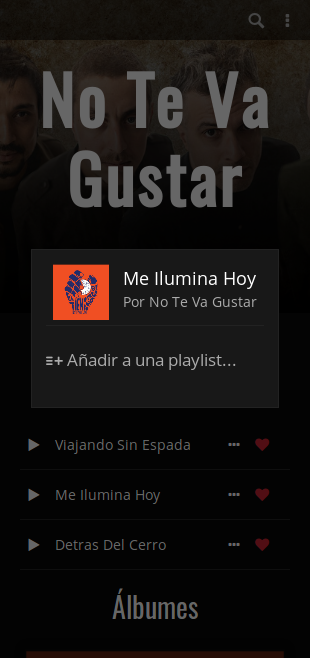 No Te Va
Gustar
Me Ilumina Hoy
Por No Te Va Gustar
Añadir a una playlist...
Viajando Sin Espada
Me Ilumina Hoy
Detras Del Cerro
Álbumes